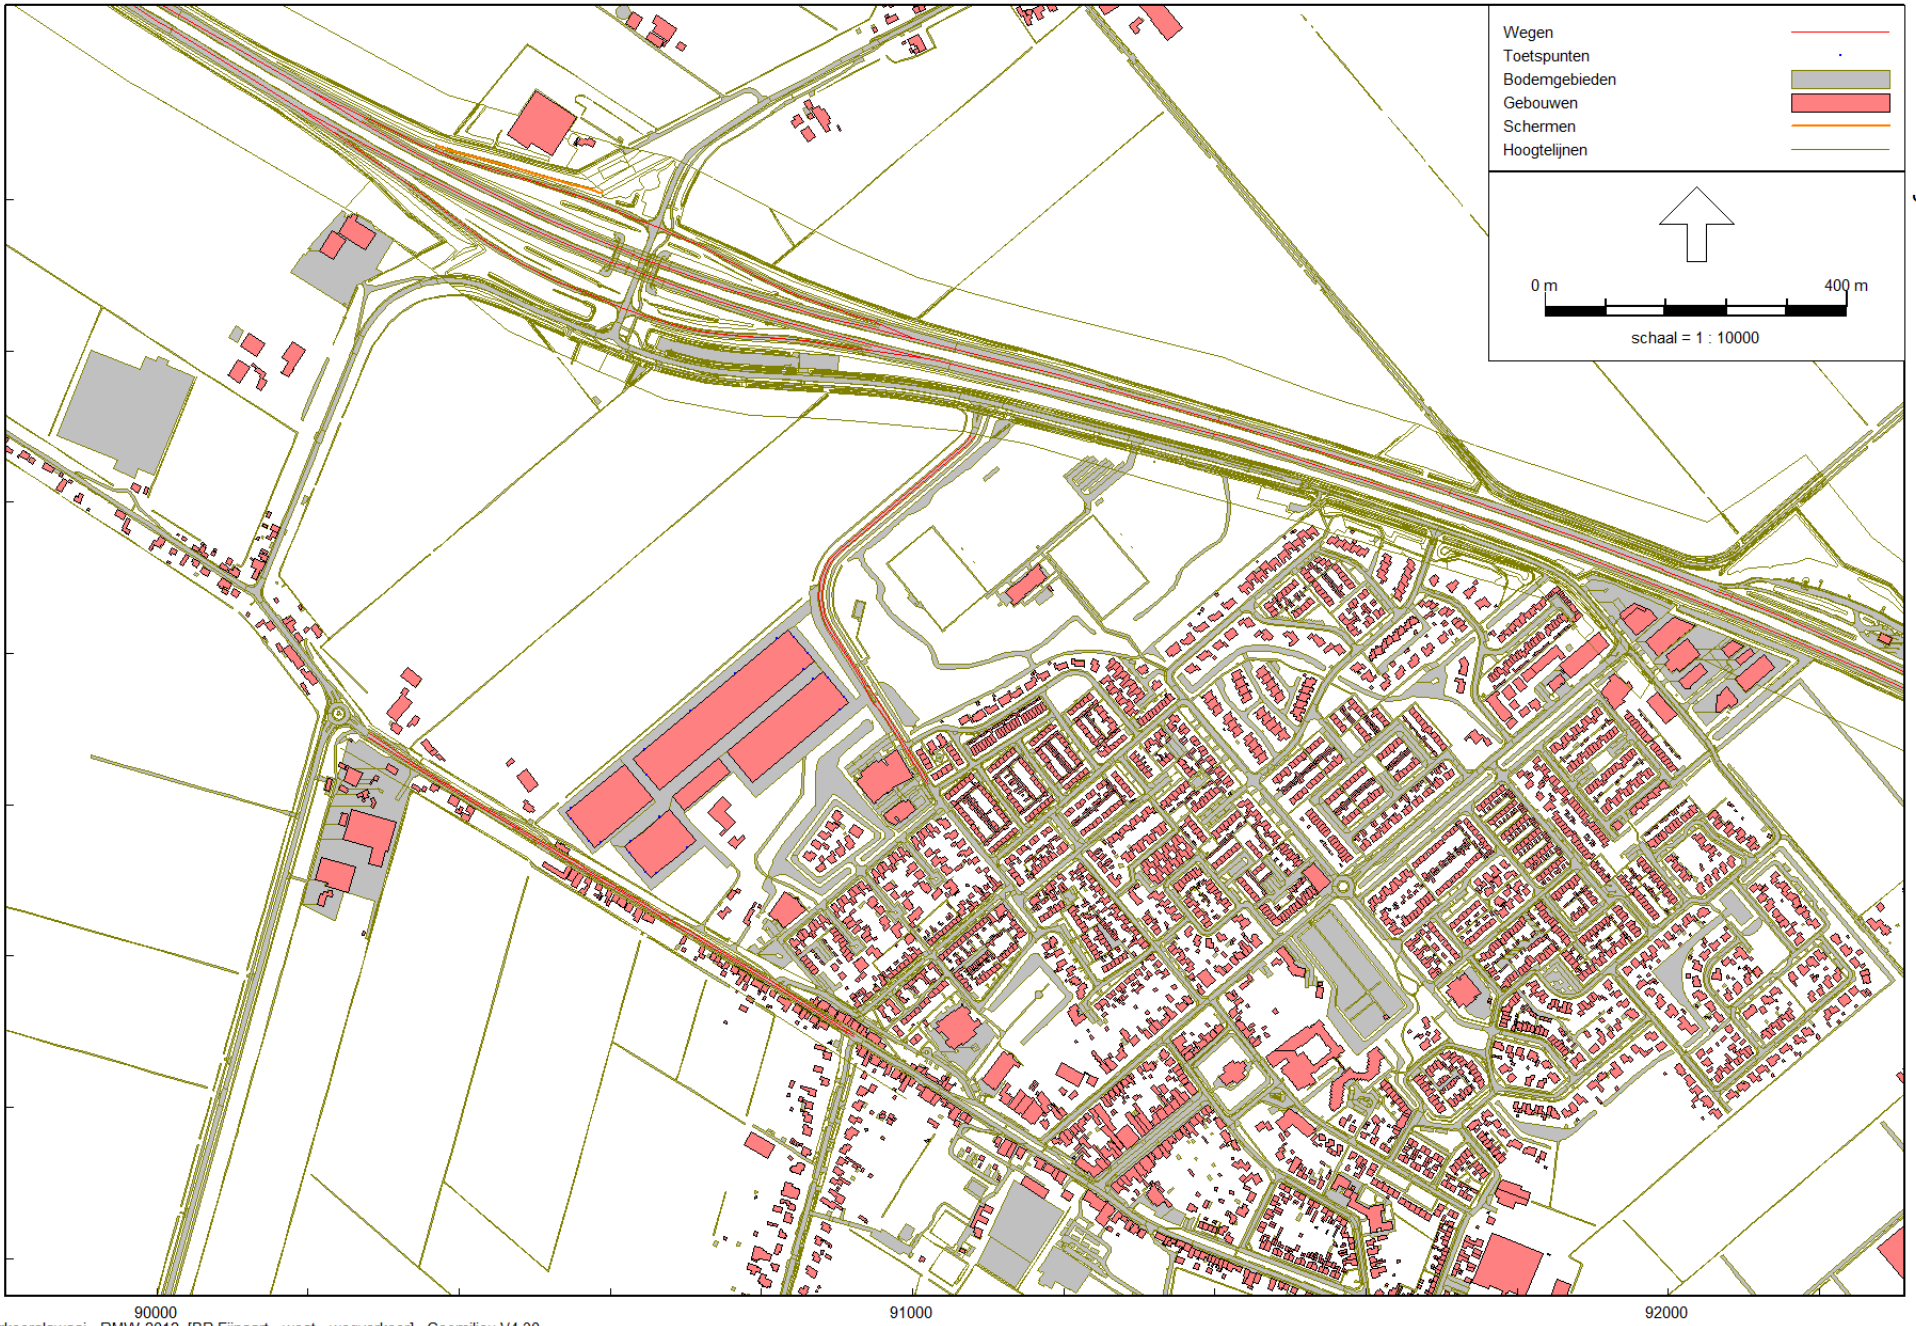 Wegen
Toetspunten
Bodemgebieden
Gebouwen
Schermen
Hoogtelijnen
0 m 400 m
schaal = 1 : 10000
90000 91000 92000